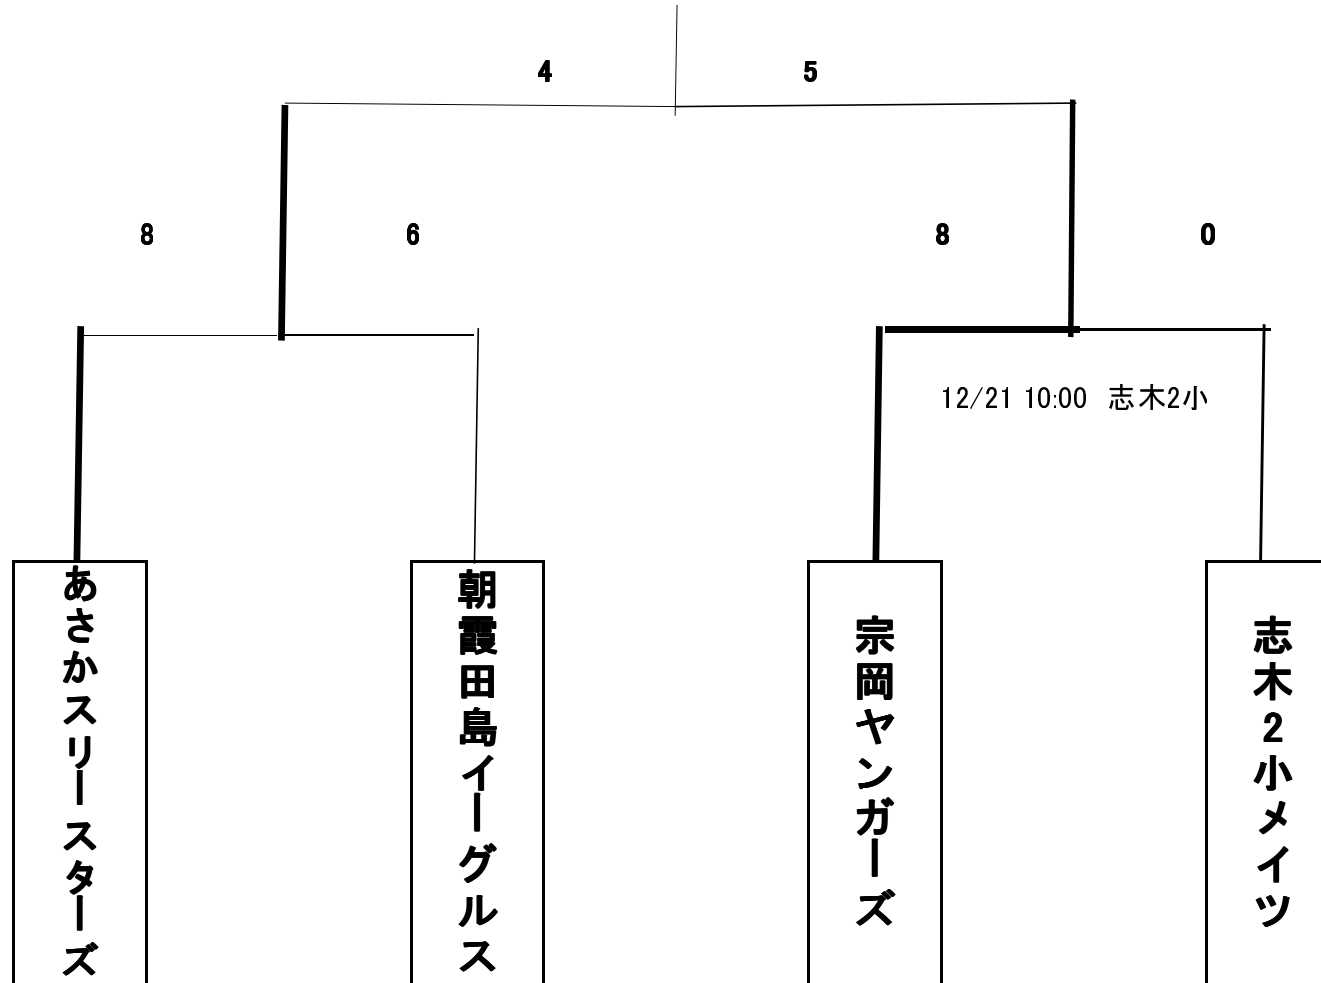 4 5
8 6 8 0
12/21 10:00 志木2小
あさかスリースターズ
朝霞田島イーグルス
宗岡ヤンガーズ
志木2小メイツ